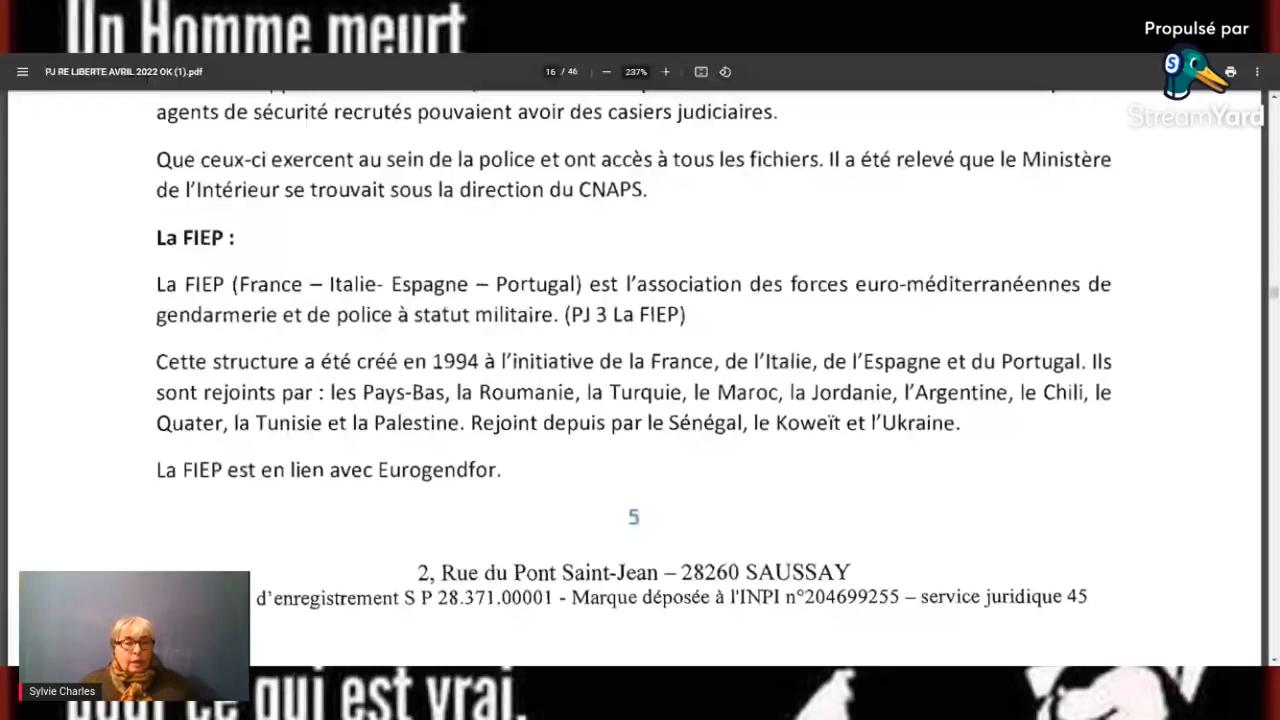 Un Homme meurt
Propulsé par
StreamYard
PJ RE LIBERTE AVRIL 2022 OK (1).pdf
16 / 46
237%
agents de sécurité recrutés pouvaient avoir des casiers judiciaires.
Que ceux-ci exercent au sein de la police et ont accès à tous les fichiers. Il a été relevé que le Ministère
de l'Intérieur se trouvait sous la direction du CNAPS.
La FIEP :
La FIEP (France – Italie- Espagne – Portugal) est l'association des forces euro-méditerranéennes de
gendarmerie et de police à statut militaire. (PJ 3 La FIEP)
Cette structure a été créé en 1994 à l'initiative de la France, de l'Italie, de l'Espagne et du Portugal. Ils
sont rejoints par : les Pays-Bas, la Roumanie, la Turquie, le Maroc, la Jordanie, l'Argentine, le Chili, le
Quater, la Tunisie et la Palestine. Rejoint depuis par le Sénégal, le Koweït et l'Ukraine.
La FIEP est en lien avec Eurogendfor.
5
2, Rue du Pont Saint-Jean – 28260 SAUSSAY
d'enregistrement S P 28.371.00001 - Marque déposée à l'INPI n°204699255 – service juridique 45
Sylvie Charles
pour ce qui est vrai.